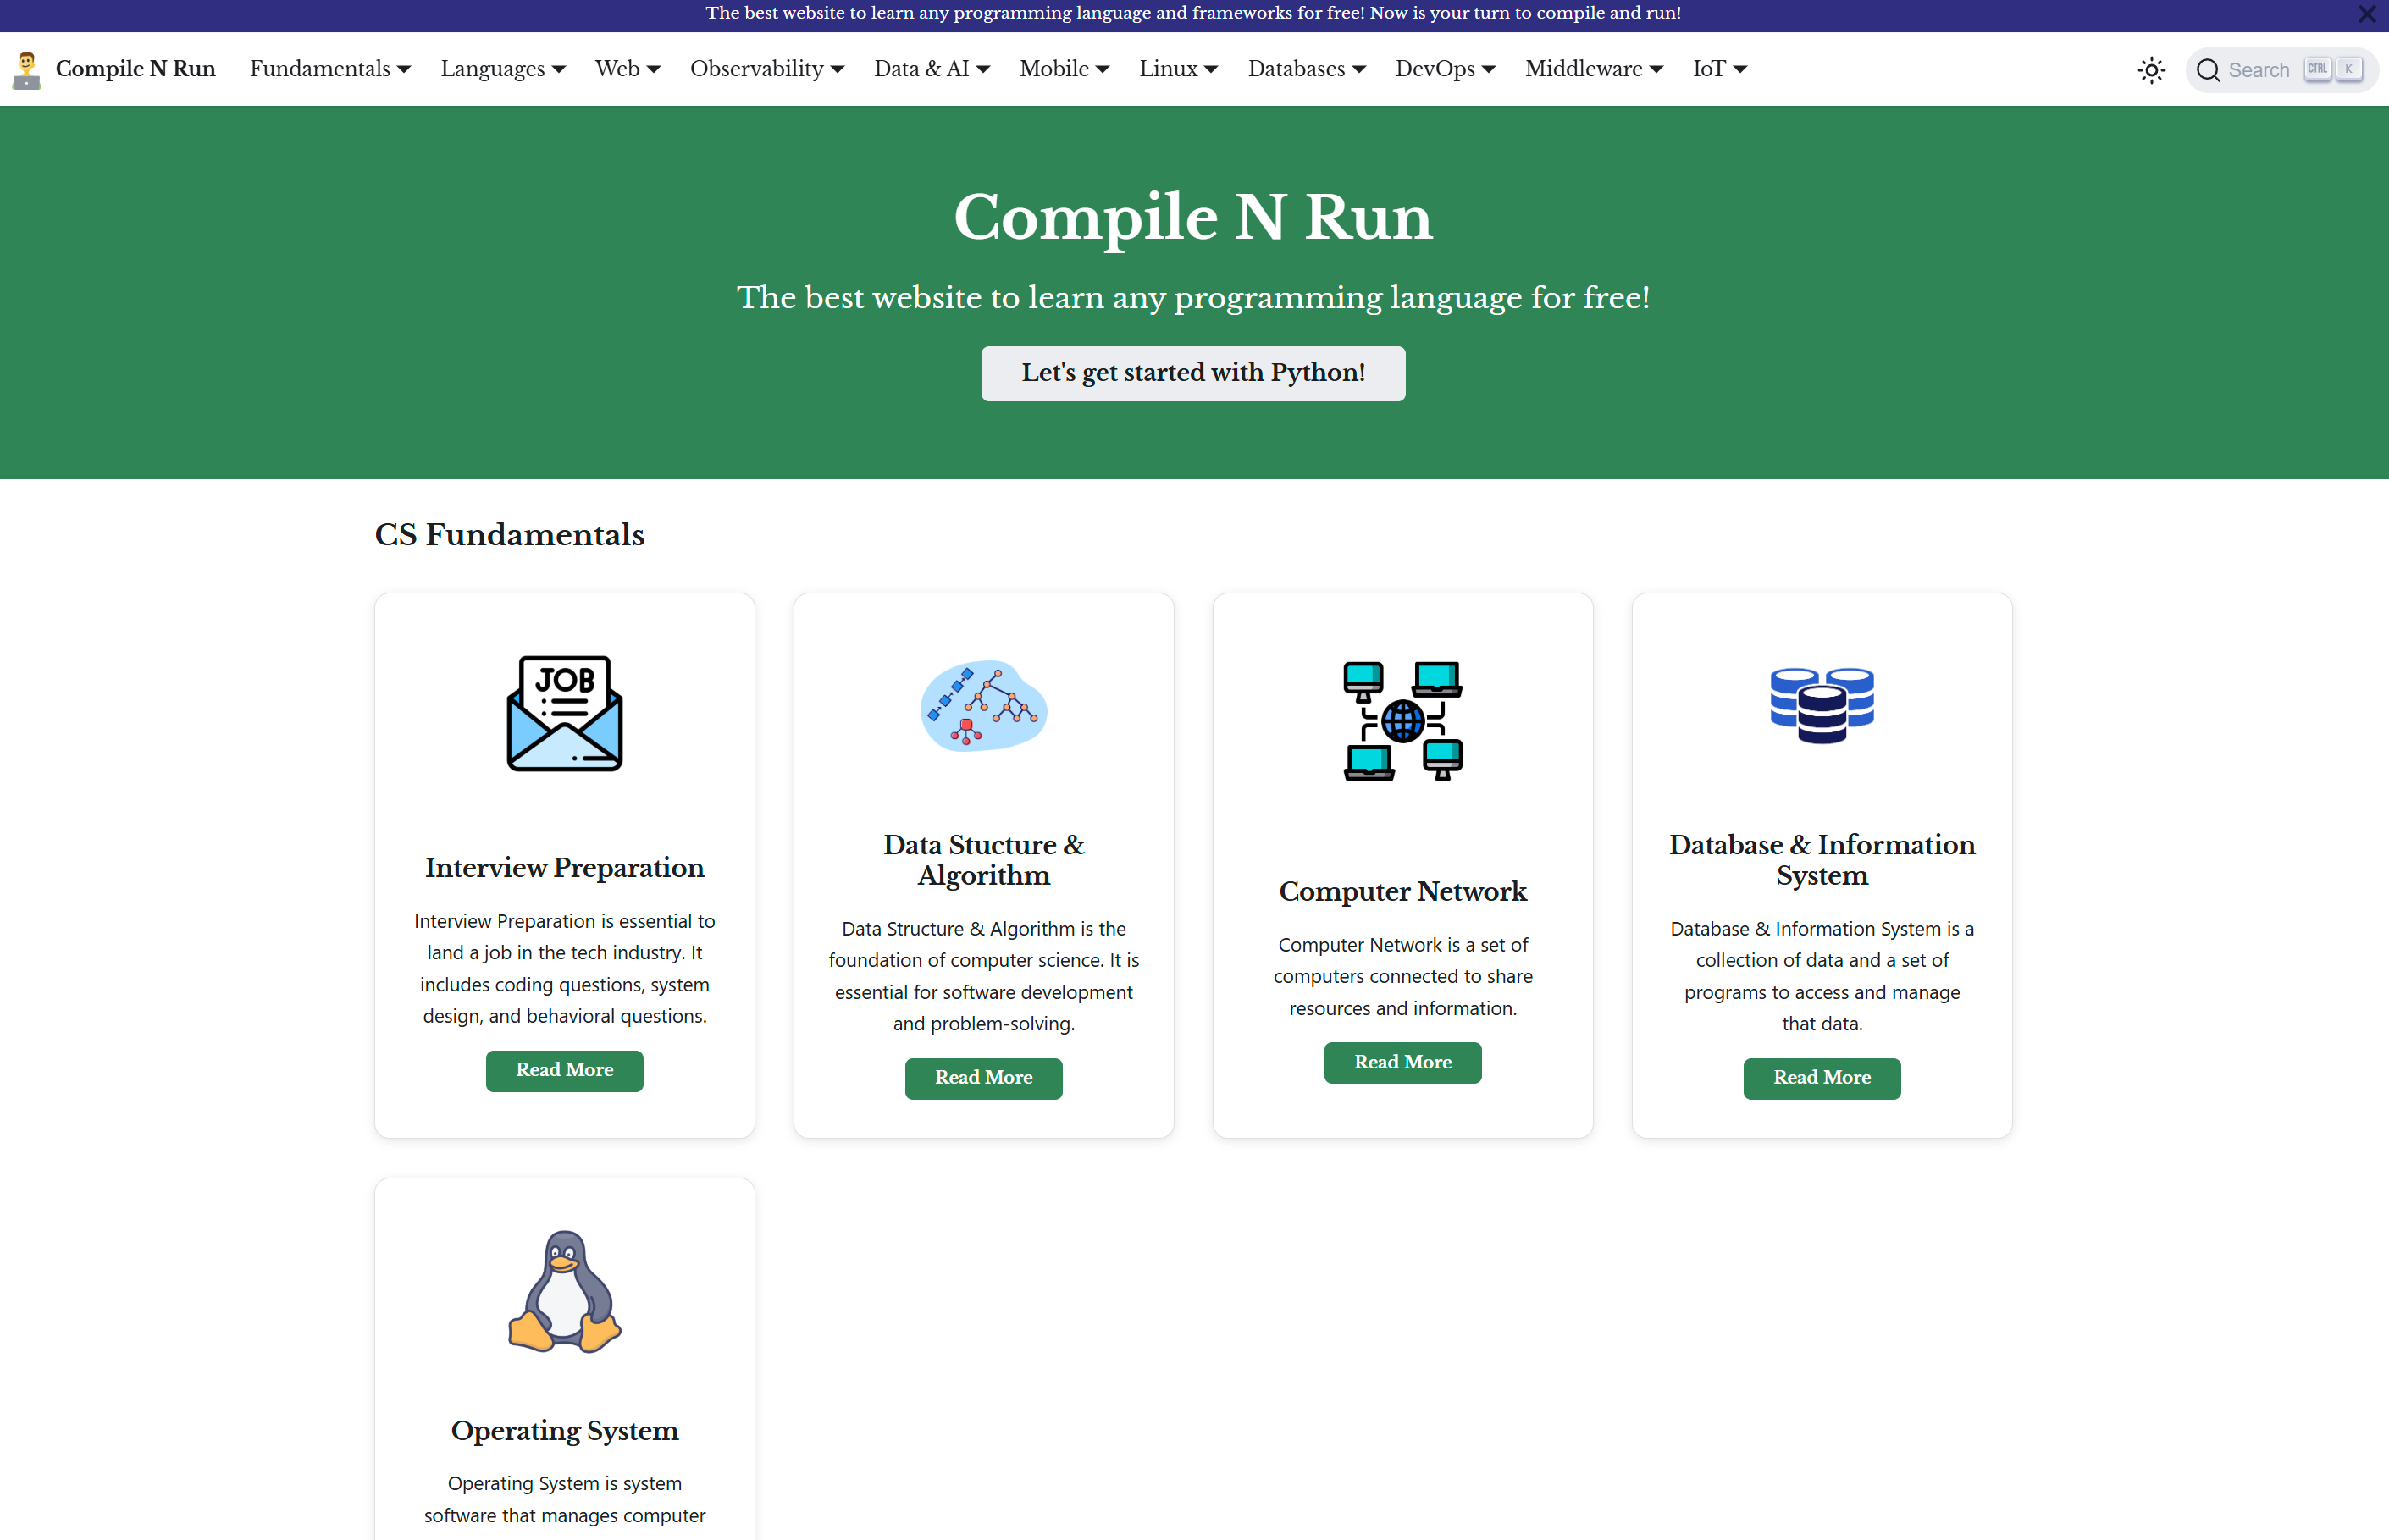 The best website to learn any programming language and frameworks for free! Now is your turn to compile and run!
Compile N Run Fundamentals Languages Web Observability Data & AI Mobile Linux Databases DevOps Middleware IoT Search CTRL K
Compile N Run
The best website to learn any programming language for free!
Let's get started with Python!
CS Fundamentals
JOB
Interview Preparation
Interview Preparation is essential to
land a job in the tech industry. It
includes coding questions, system
design, and behavioral questions.
Read More
Data Stucture &
Algorithm
Data Structure & Algorithm is the
foundation of computer science. It is
essential for software development
and problem-solving.
Read More
Computer Network
Computer Network is a set of
computers connected to share
resources and information.
Read More
Database & Information
System
Database & Information System is a
collection of data and a set of
programs to access and manage
that data.
Read More
Operating System
Operating System is system
software that manages computer